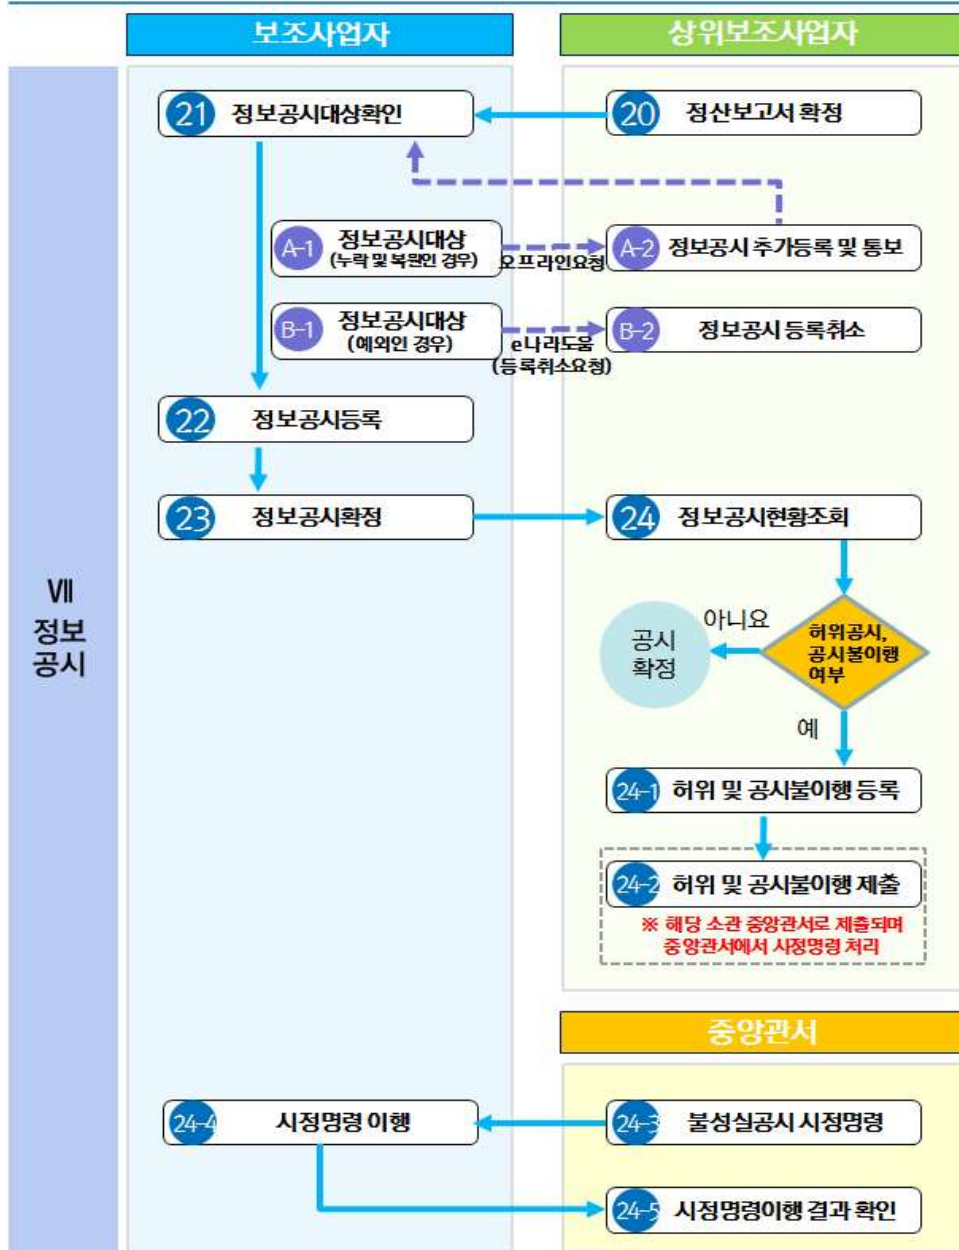 보조사업자
상위보조사업자
21 정보공시대상확인
20 정산보고서 확정
A-1 정보공시대상
(누락 및 복원인 경우)
오프라인요청
A-2 정보공시 추가등록 및 통보
B-1 정보공시대상
(예외인 경우)
e나라도움
(등록취소요청)
B-2 정보공시 등록취소
22 정보공시등록
23 정보공시확정
24 정보공시현황조회
VII
정보
공시
아니요
공시
확정
허위공시,
공시불이행
여부
예
24-1 허위 및 공시불이행 등록
24-2 허위 및 공시불이행 제출
※ 해당 소관 중앙관서로 제출되며
중앙관서에서 시정명령 처리
중앙관서
24-4 시정명령 이행
24-3 불성실공시 시정명령
24-5 시정명령이행 결과 확인